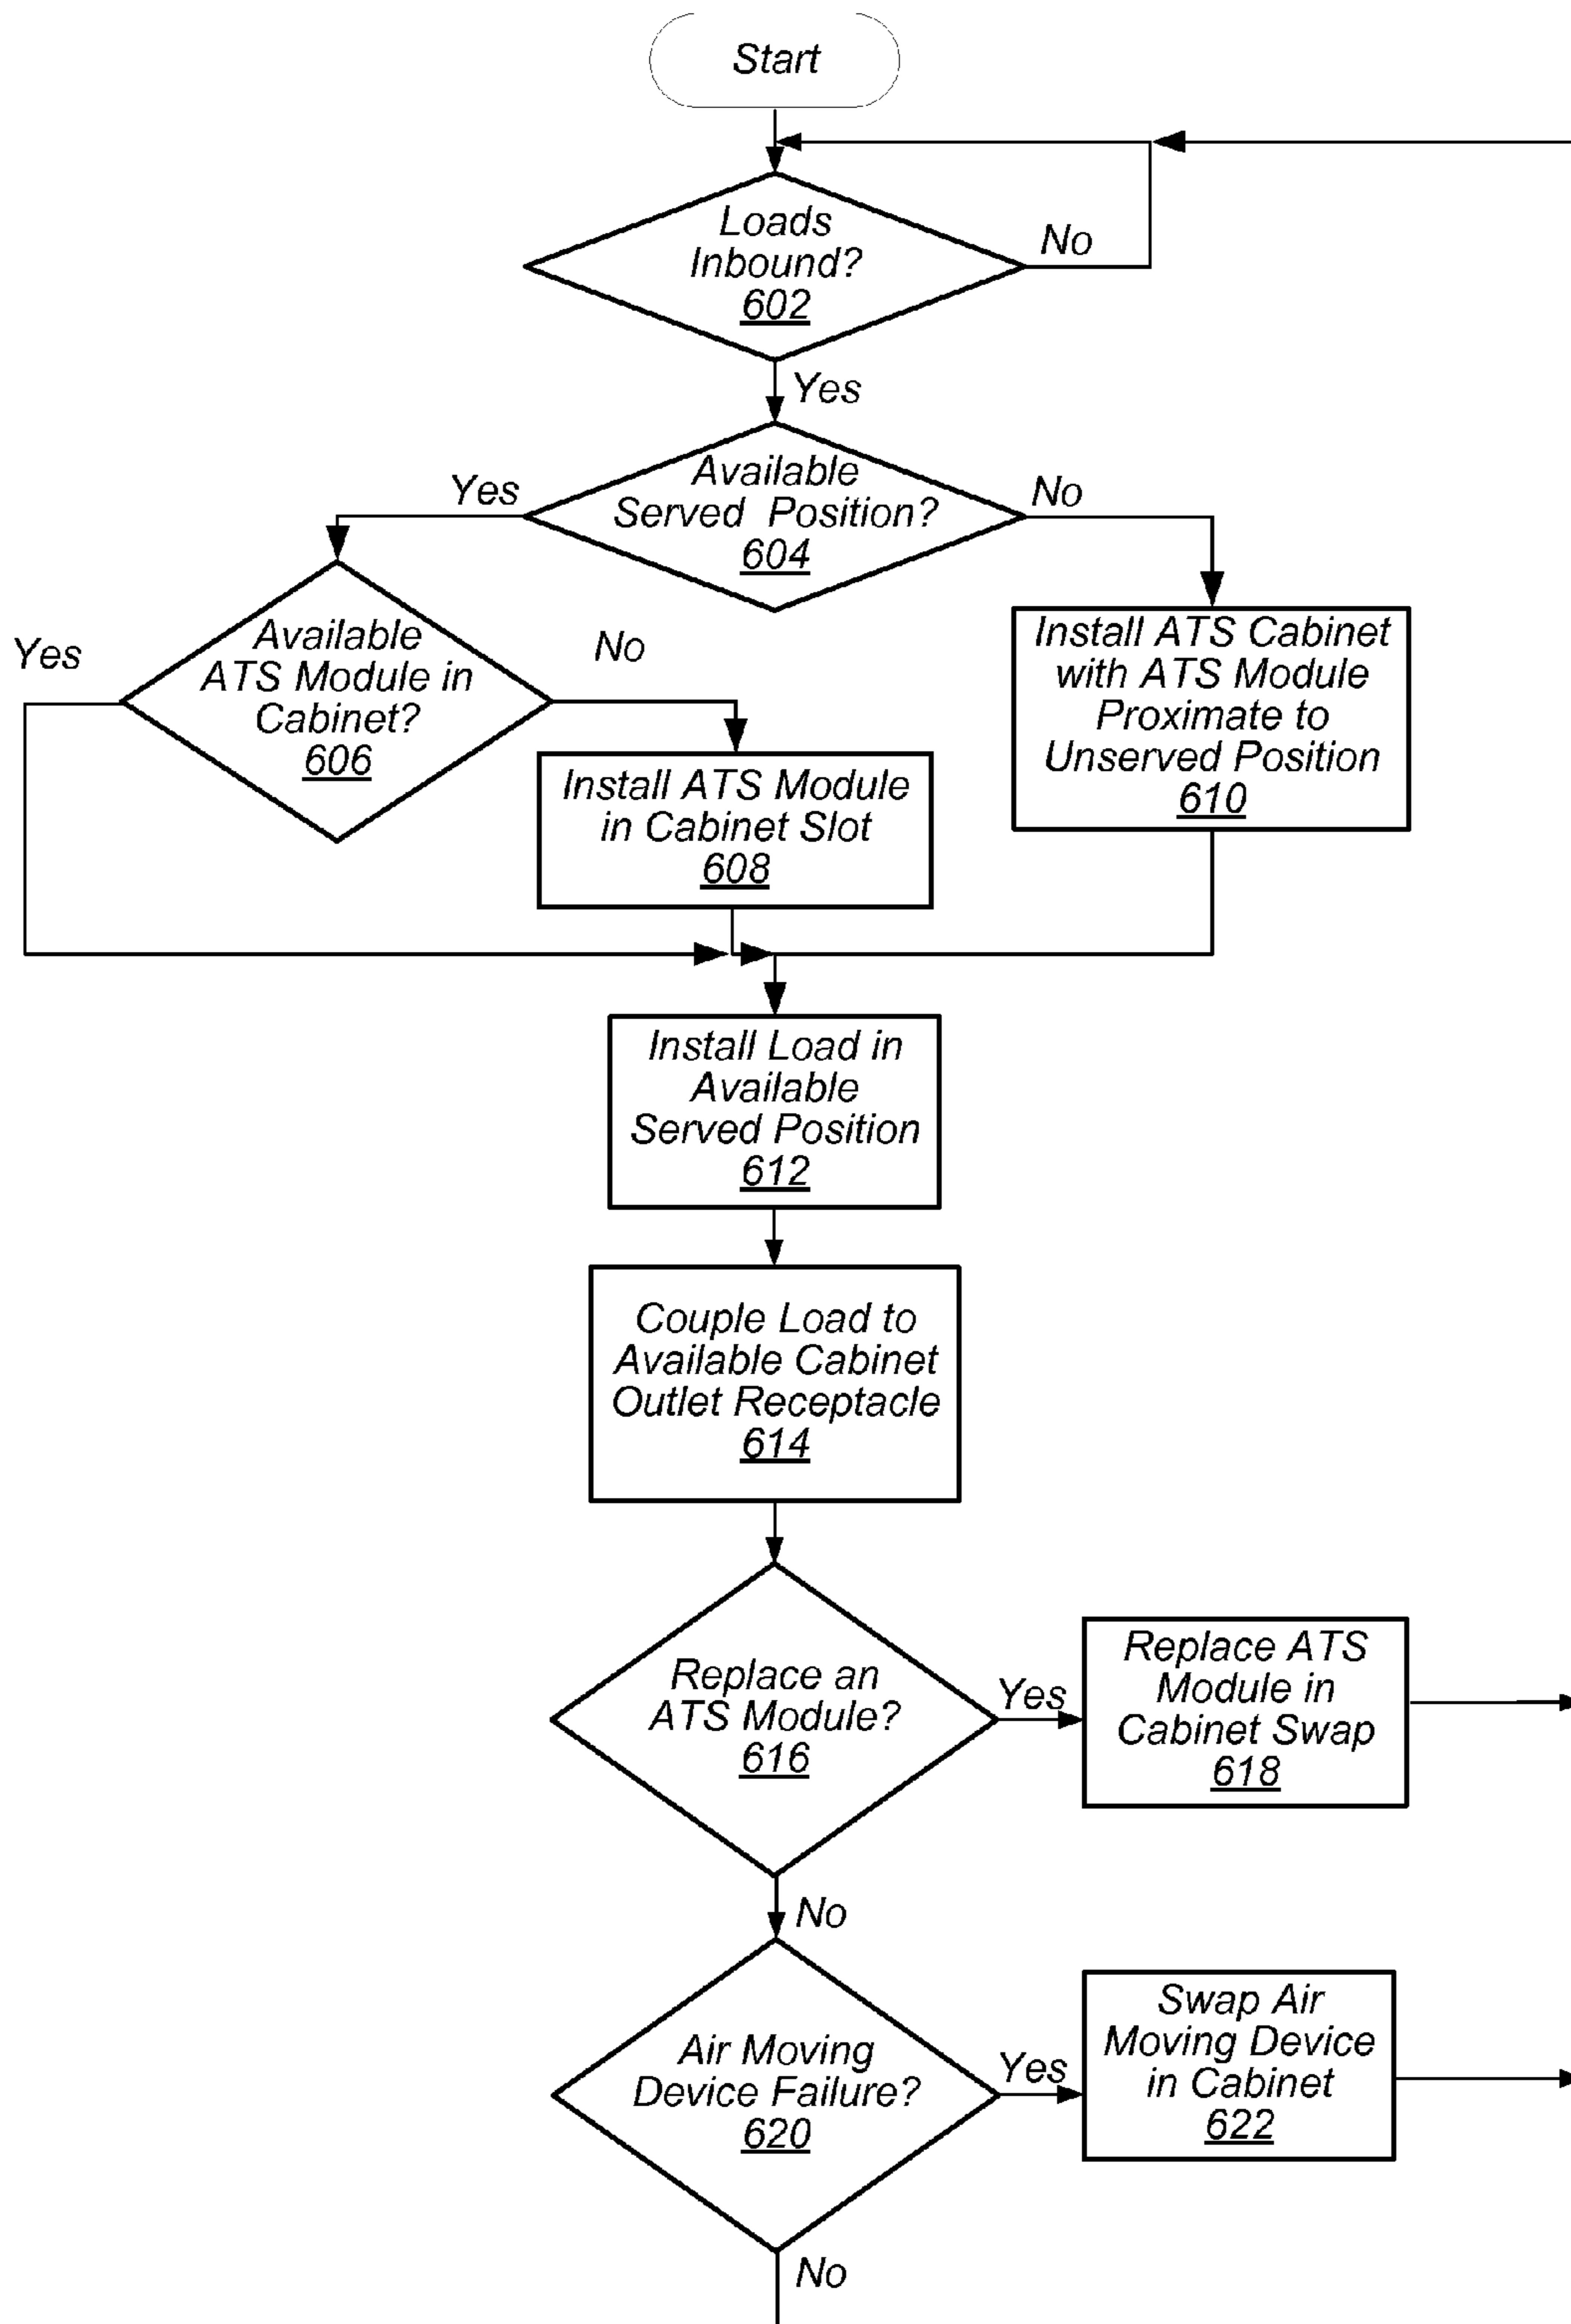 Start
Loads
Inbound?
602
No
Yes
Available
Served Position?
604
Yes
No
Available
ATS Module in
Cabinet?
606
Yes
No
Install ATS Module
in Cabinet Slot
608
Install ATS Cabinet
with ATS Module
Proximate to
Unserved Position
610
Install Load in
Available
Served Position
612
Couple Load to
Available Cabinet
Outlet Receptacle
614
Replace an
ATS Module?
616
Yes
Replace ATS
Module in
Cabinet Swap
618
No
Air Moving
Device Failure?
620
Yes
Swap Air
Moving Device
in Cabinet
622
No